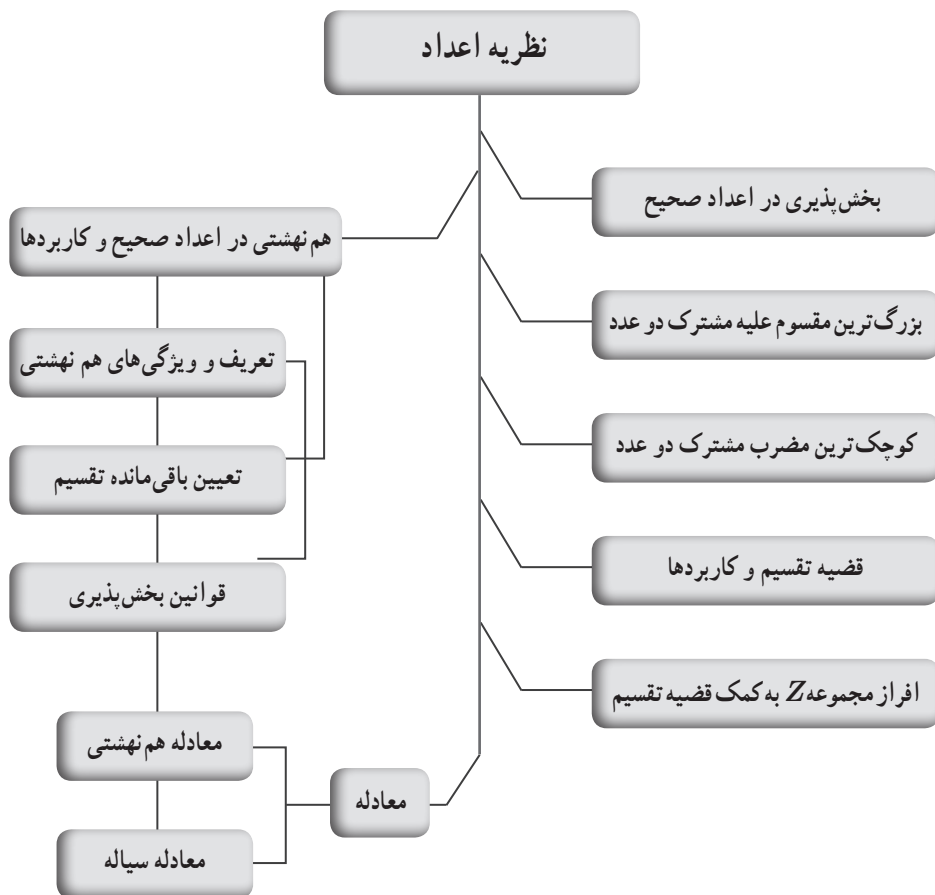 نظریه اعداد
بخش‌پذیری در اعداد صحیح
بزرگ‌ترین مقسوم علیه مشترک دو عدد
کوچک‌ترین مضرب مشترک دو عدد
قضیه تقسیم و کاربردها
افراز مجموعه Z به کمک قضیه تقسیم
هم‌نهشتی در اعداد صحیح و کاربردها
تعریف و ویژگی‌های هم نهشتی
تعیین باقی‌مانده تقسیم
قوانین بخش‌پذیری
معادله
معادله هم‌نهشتی
معادله سیاله